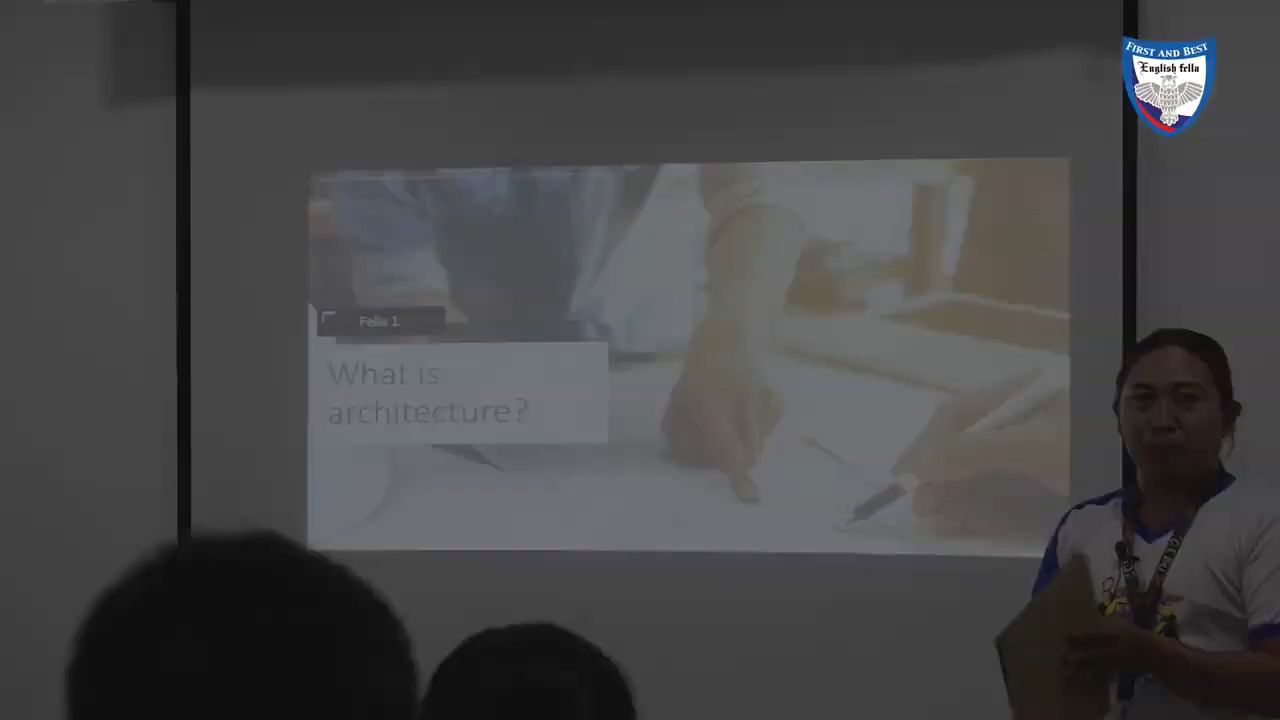 FIRST AND BEST
English fella
Fella 1
What is
architecture?